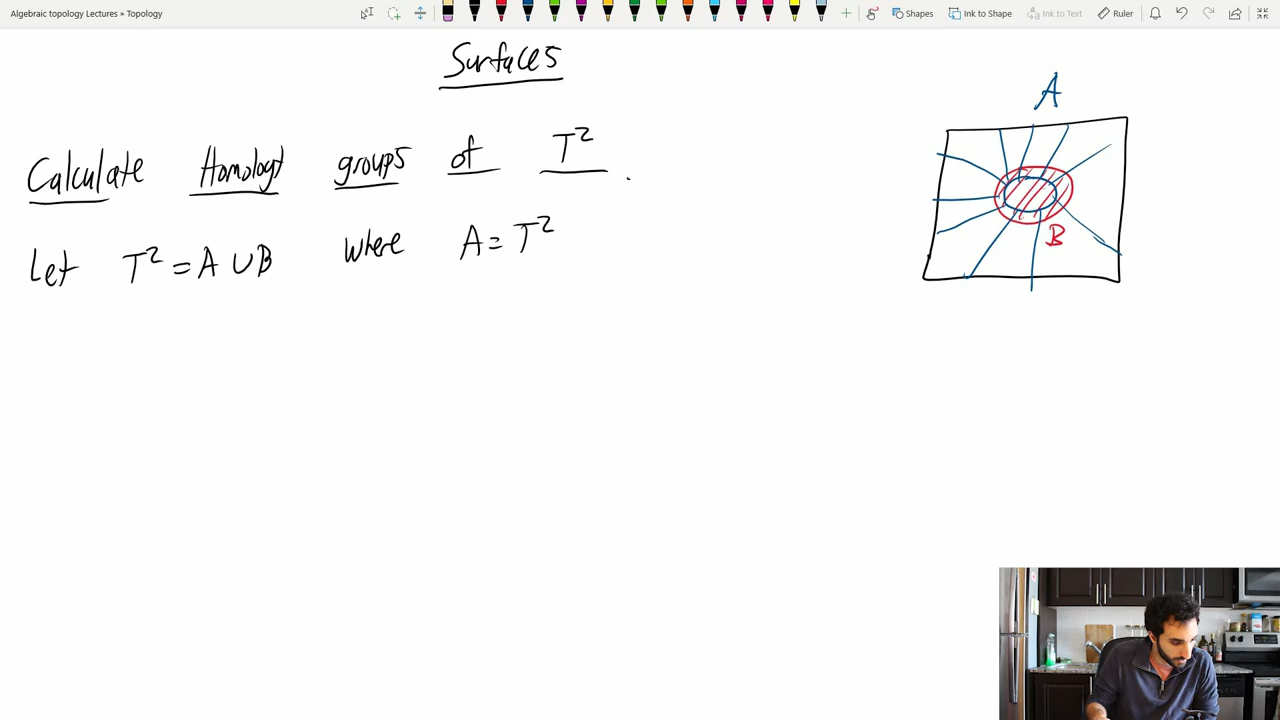 Algebraic topology Lectures – Topology
Shapes Ink to Shape Ink to Text Ruler
Surfaces
A
Calculate Homology groups of T² .
B
Let T² = A ∪ B where A = T²